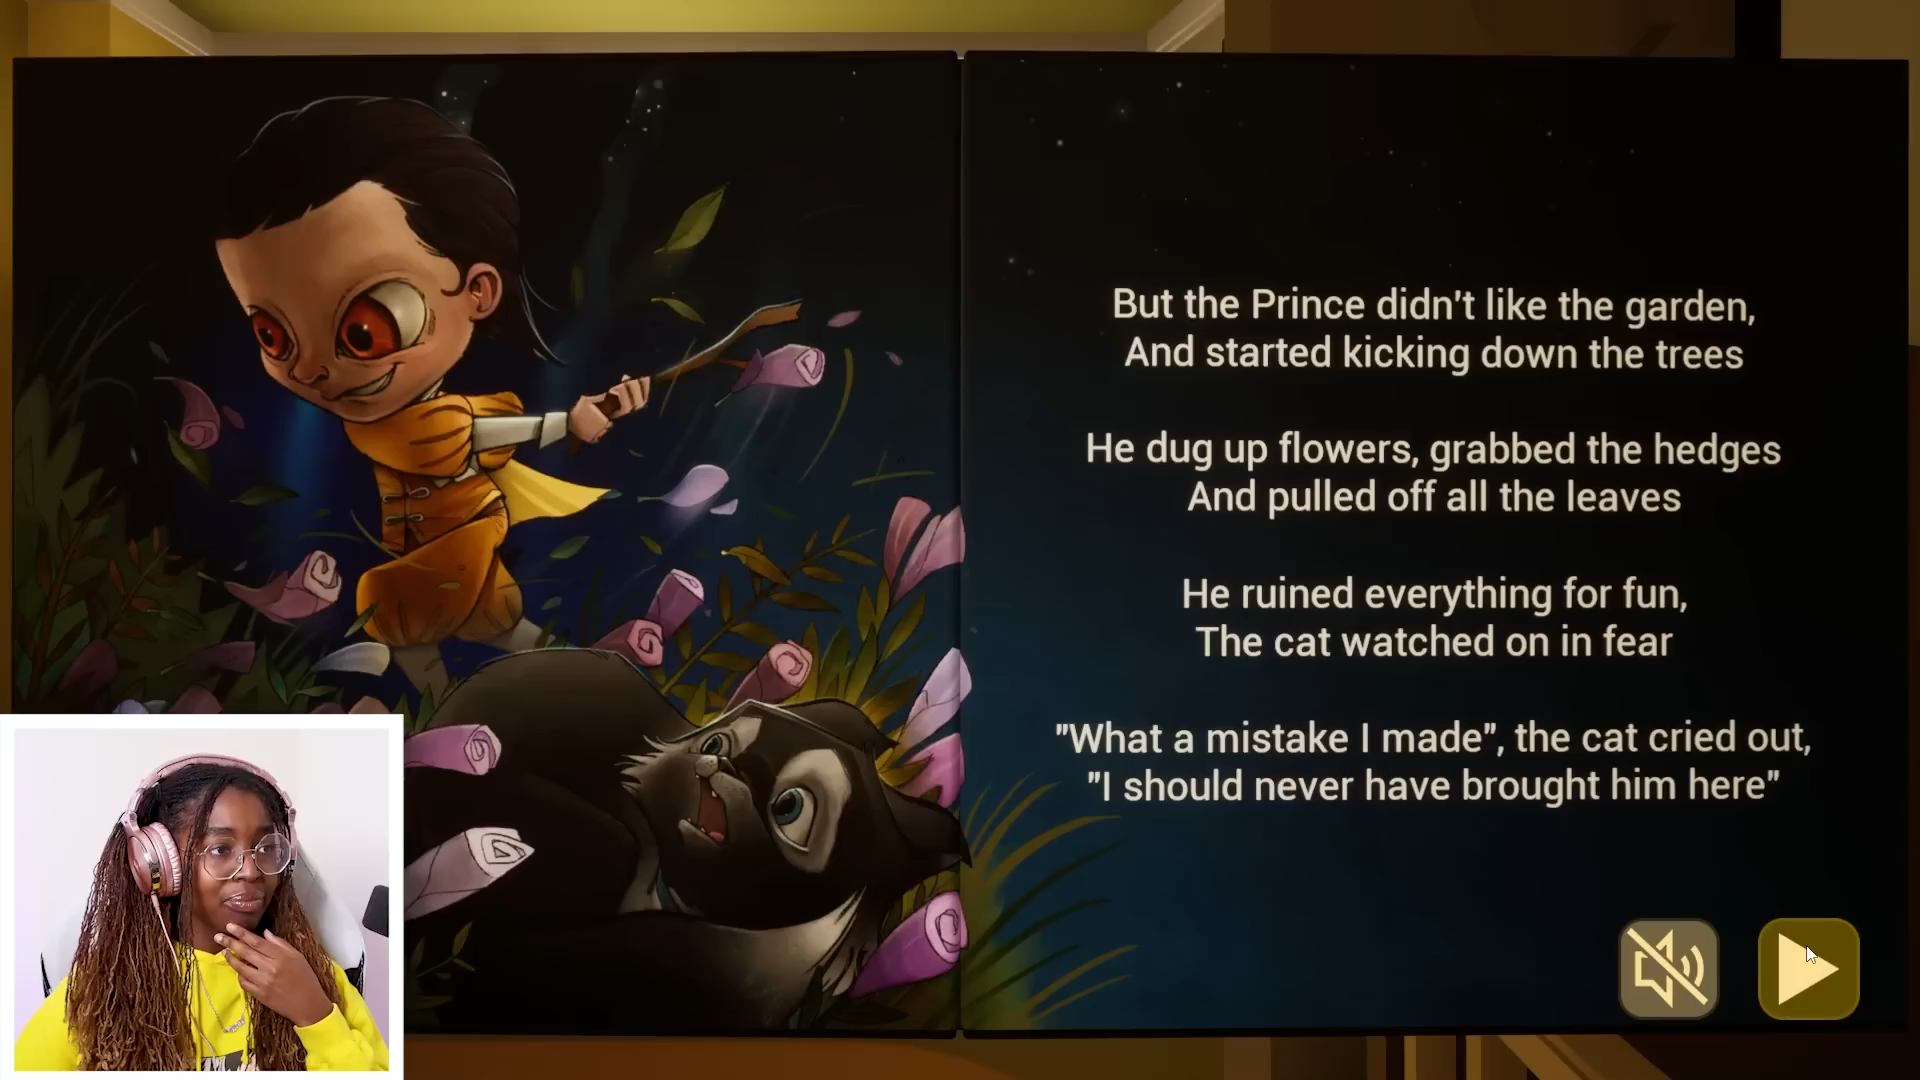 But the Prince didn't like the garden,
And started kicking down the trees
He dug up flowers, grabbed the hedges
And pulled off all the leaves
He ruined everything for fun,
The cat watched on in fear
"What a mistake I made", the cat cried out,
"I should never have brought him here"